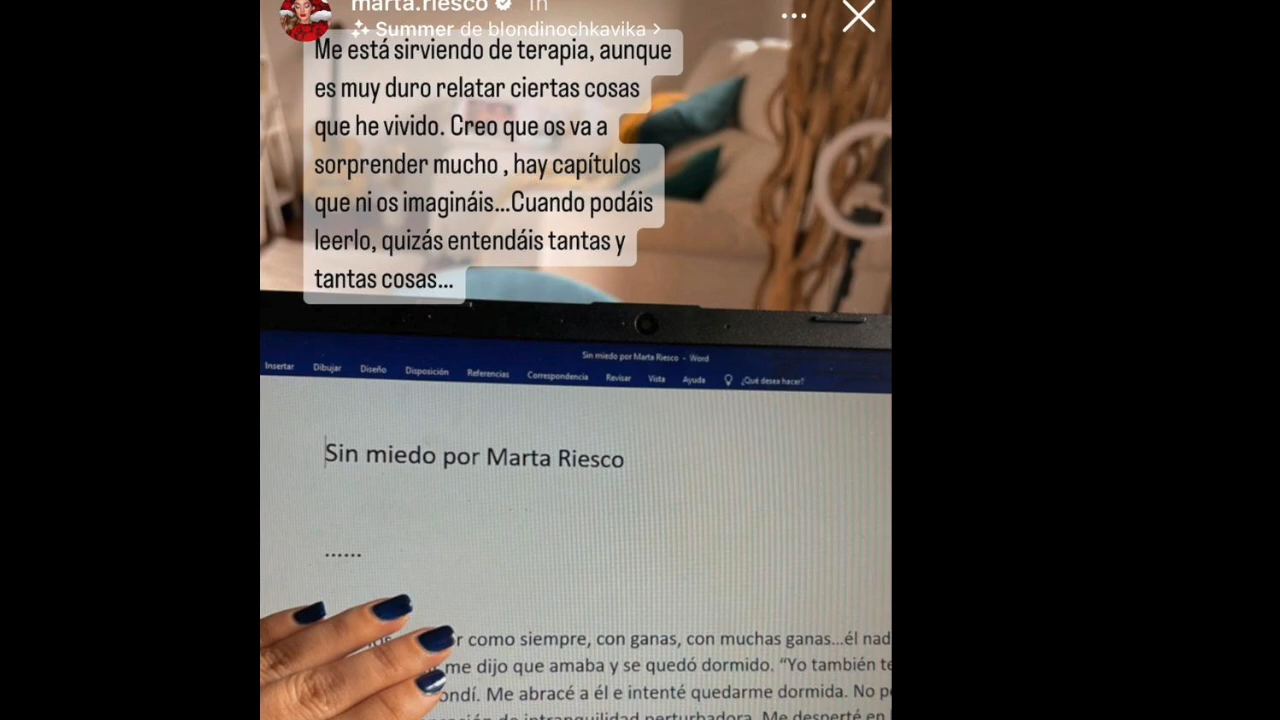 marta.riesco 1h
Summer de blondinochkavika >
Me está sirviendo de terapia, aunque
es muy duro relatar ciertas cosas
que he vivido. Creo que os va a
sorprender mucho , hay capítulos
que ni os imagináis...Cuando podáis
leerlo, quizás entendáis tantas y
tantas cosas...
Sin miedo por Marta Riesco - Word
Insertar Dibujar Diseño Disposición Referencias Correspondencia Revisar Vista Ayuda ¿Qué desea hacer?
Sin miedo por Marta Riesco
......
como siempre, con ganas, con muchas ganas...él nad
me dijo que amaba y se quedó dormido. “Yo también te
ondí. Me abracé a él e intenté quedarme dormida. No p
de intranquilidad perturbadora. Me desperté en